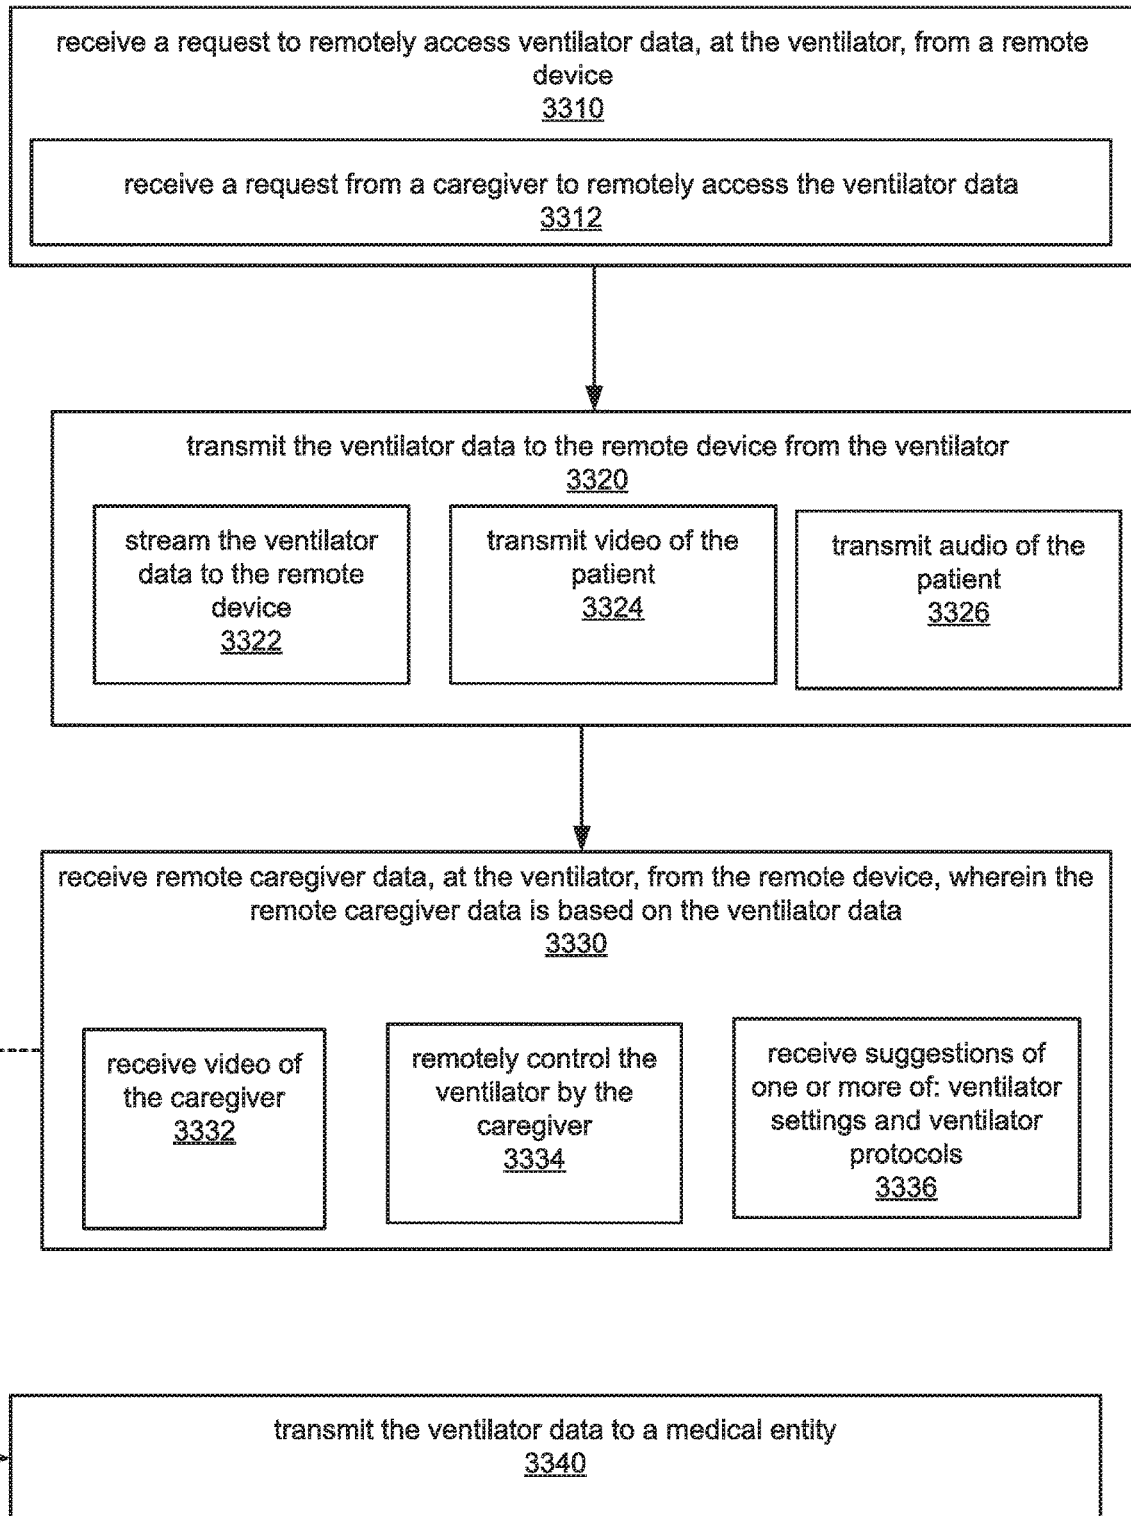 receive a request to remotely access ventilator data, at the ventilator, from a remote
device
3310
receive a request from a caregiver to remotely access the ventilator data
3312
transmit the ventilator data to the remote device from the ventilator
3320
stream the ventilator
data to the remote
device
3322
transmit video of the
patient
3324
transmit audio of the
patient
3326
receive remote caregiver data, at the ventilator, from the remote device, wherein the
remote caregiver data is based on the ventilator data
3330
receive video of
the caregiver
3332
remotely control the
ventilator by the
caregiver
3334
receive suggestions of
one or more of: ventilator
settings and ventilator
protocols
3336
transmit the ventilator data to a medical entity
3340